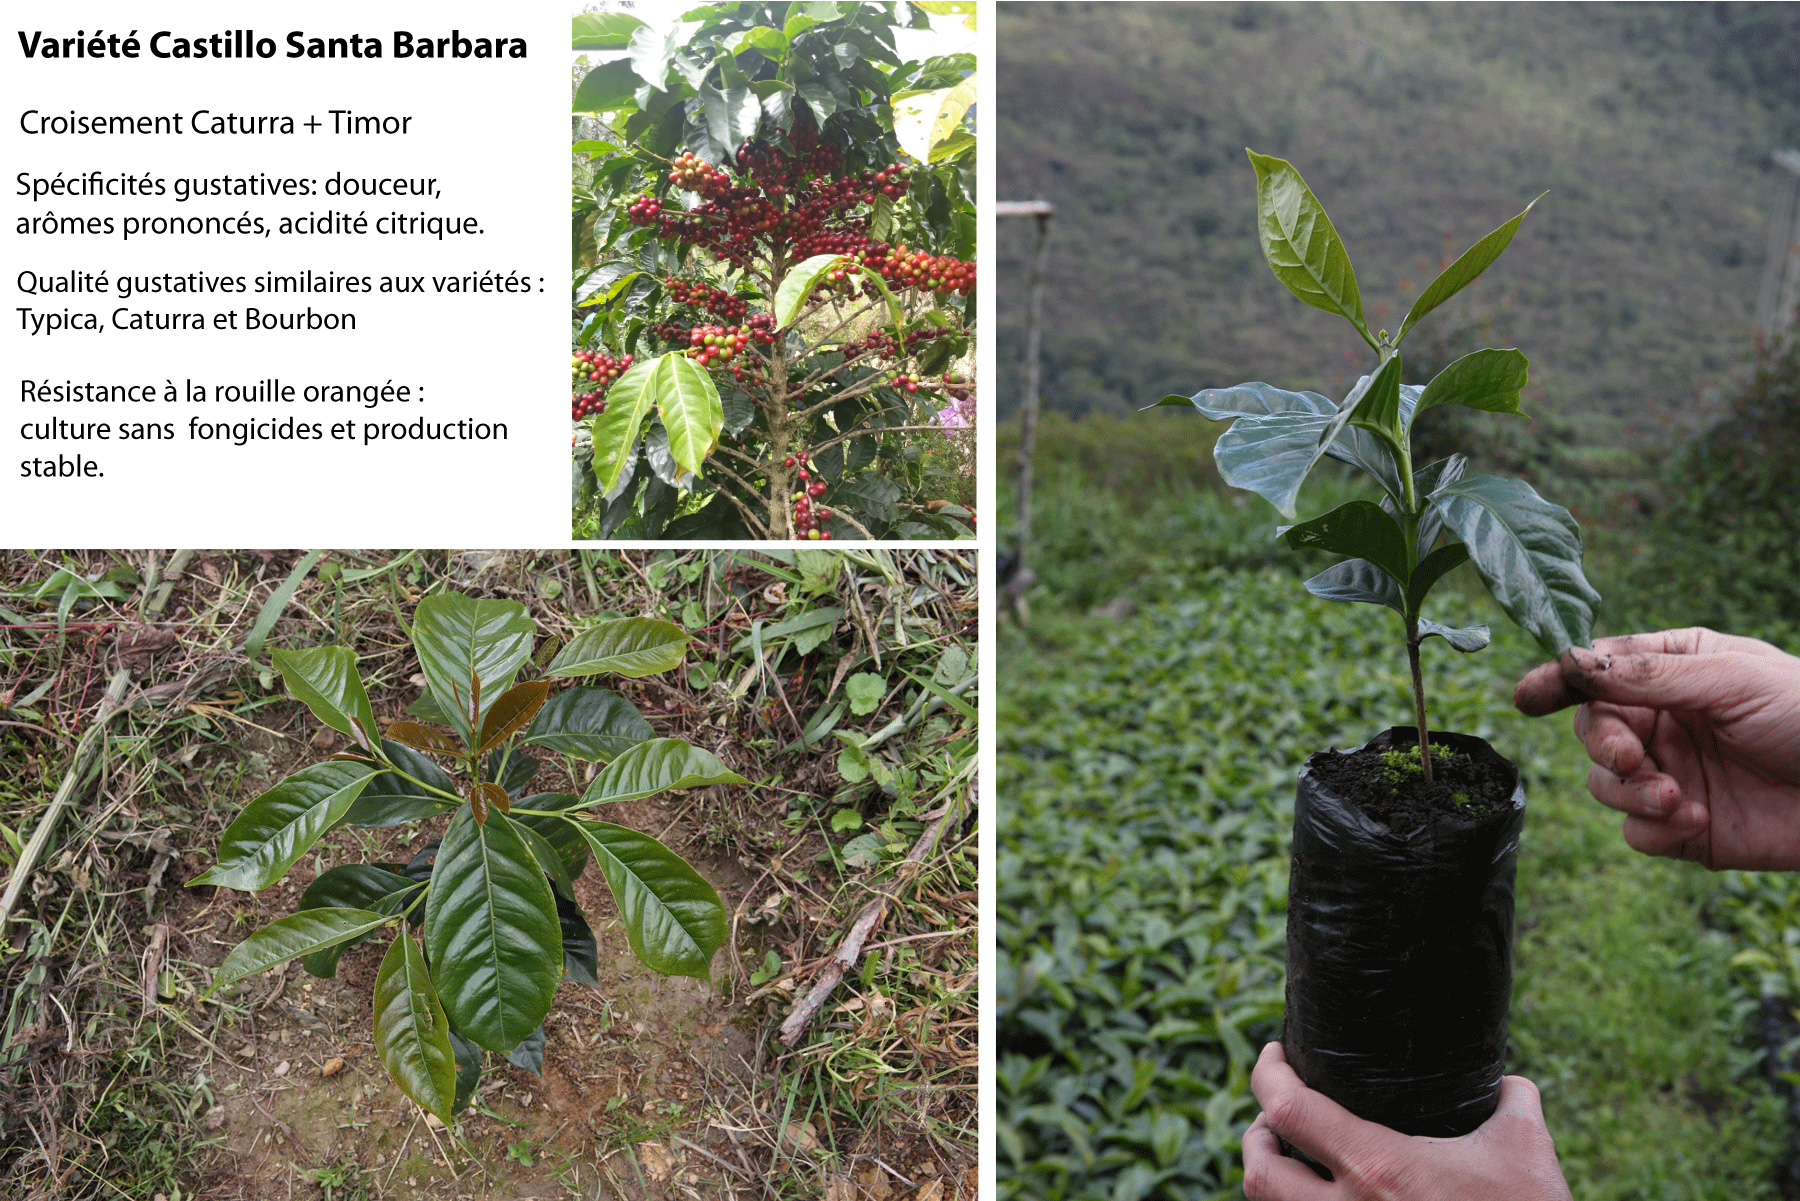 Variété Castillo Santa Barbara
Croisement Caturra + Timor
Spécificités gustatives: douceur,
arômes prononcés, acidité citrique.
Qualité gustatives similaires aux variétés :
Typica, Caturra et Bourbon
Résistance à la rouille orangée :
culture sans  fongicides et production
stable.